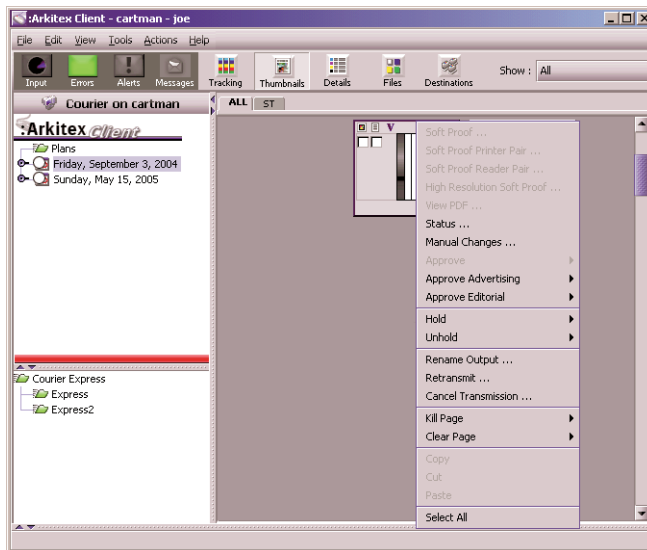 :Arkitex Client - cartman - joe
File Edit View Tools Actions Help
Input Errors Alerts Messages Tracking Thumbnails Details Files Destinations Show : All
Courier on cartman
ALL ST
:Arkitex Client
Plans
Friday, September 3, 2004
Sunday, May 15, 2005
Courier Express
Express
Express2
V
Soft Proof ...
Soft Proof Printer Pair ...
Soft Proof Reader Pair ...
High Resolution Soft Proof ...
View PDF ...
Status ...
Manual Changes ...
Approve
Approve Advertising
Approve Editorial
Hold
Unhold
Rename Output ...
Retransmit ...
Cancel Transmission ...
Kill Page
Clear Page
Copy
Cut
Paste
Select All